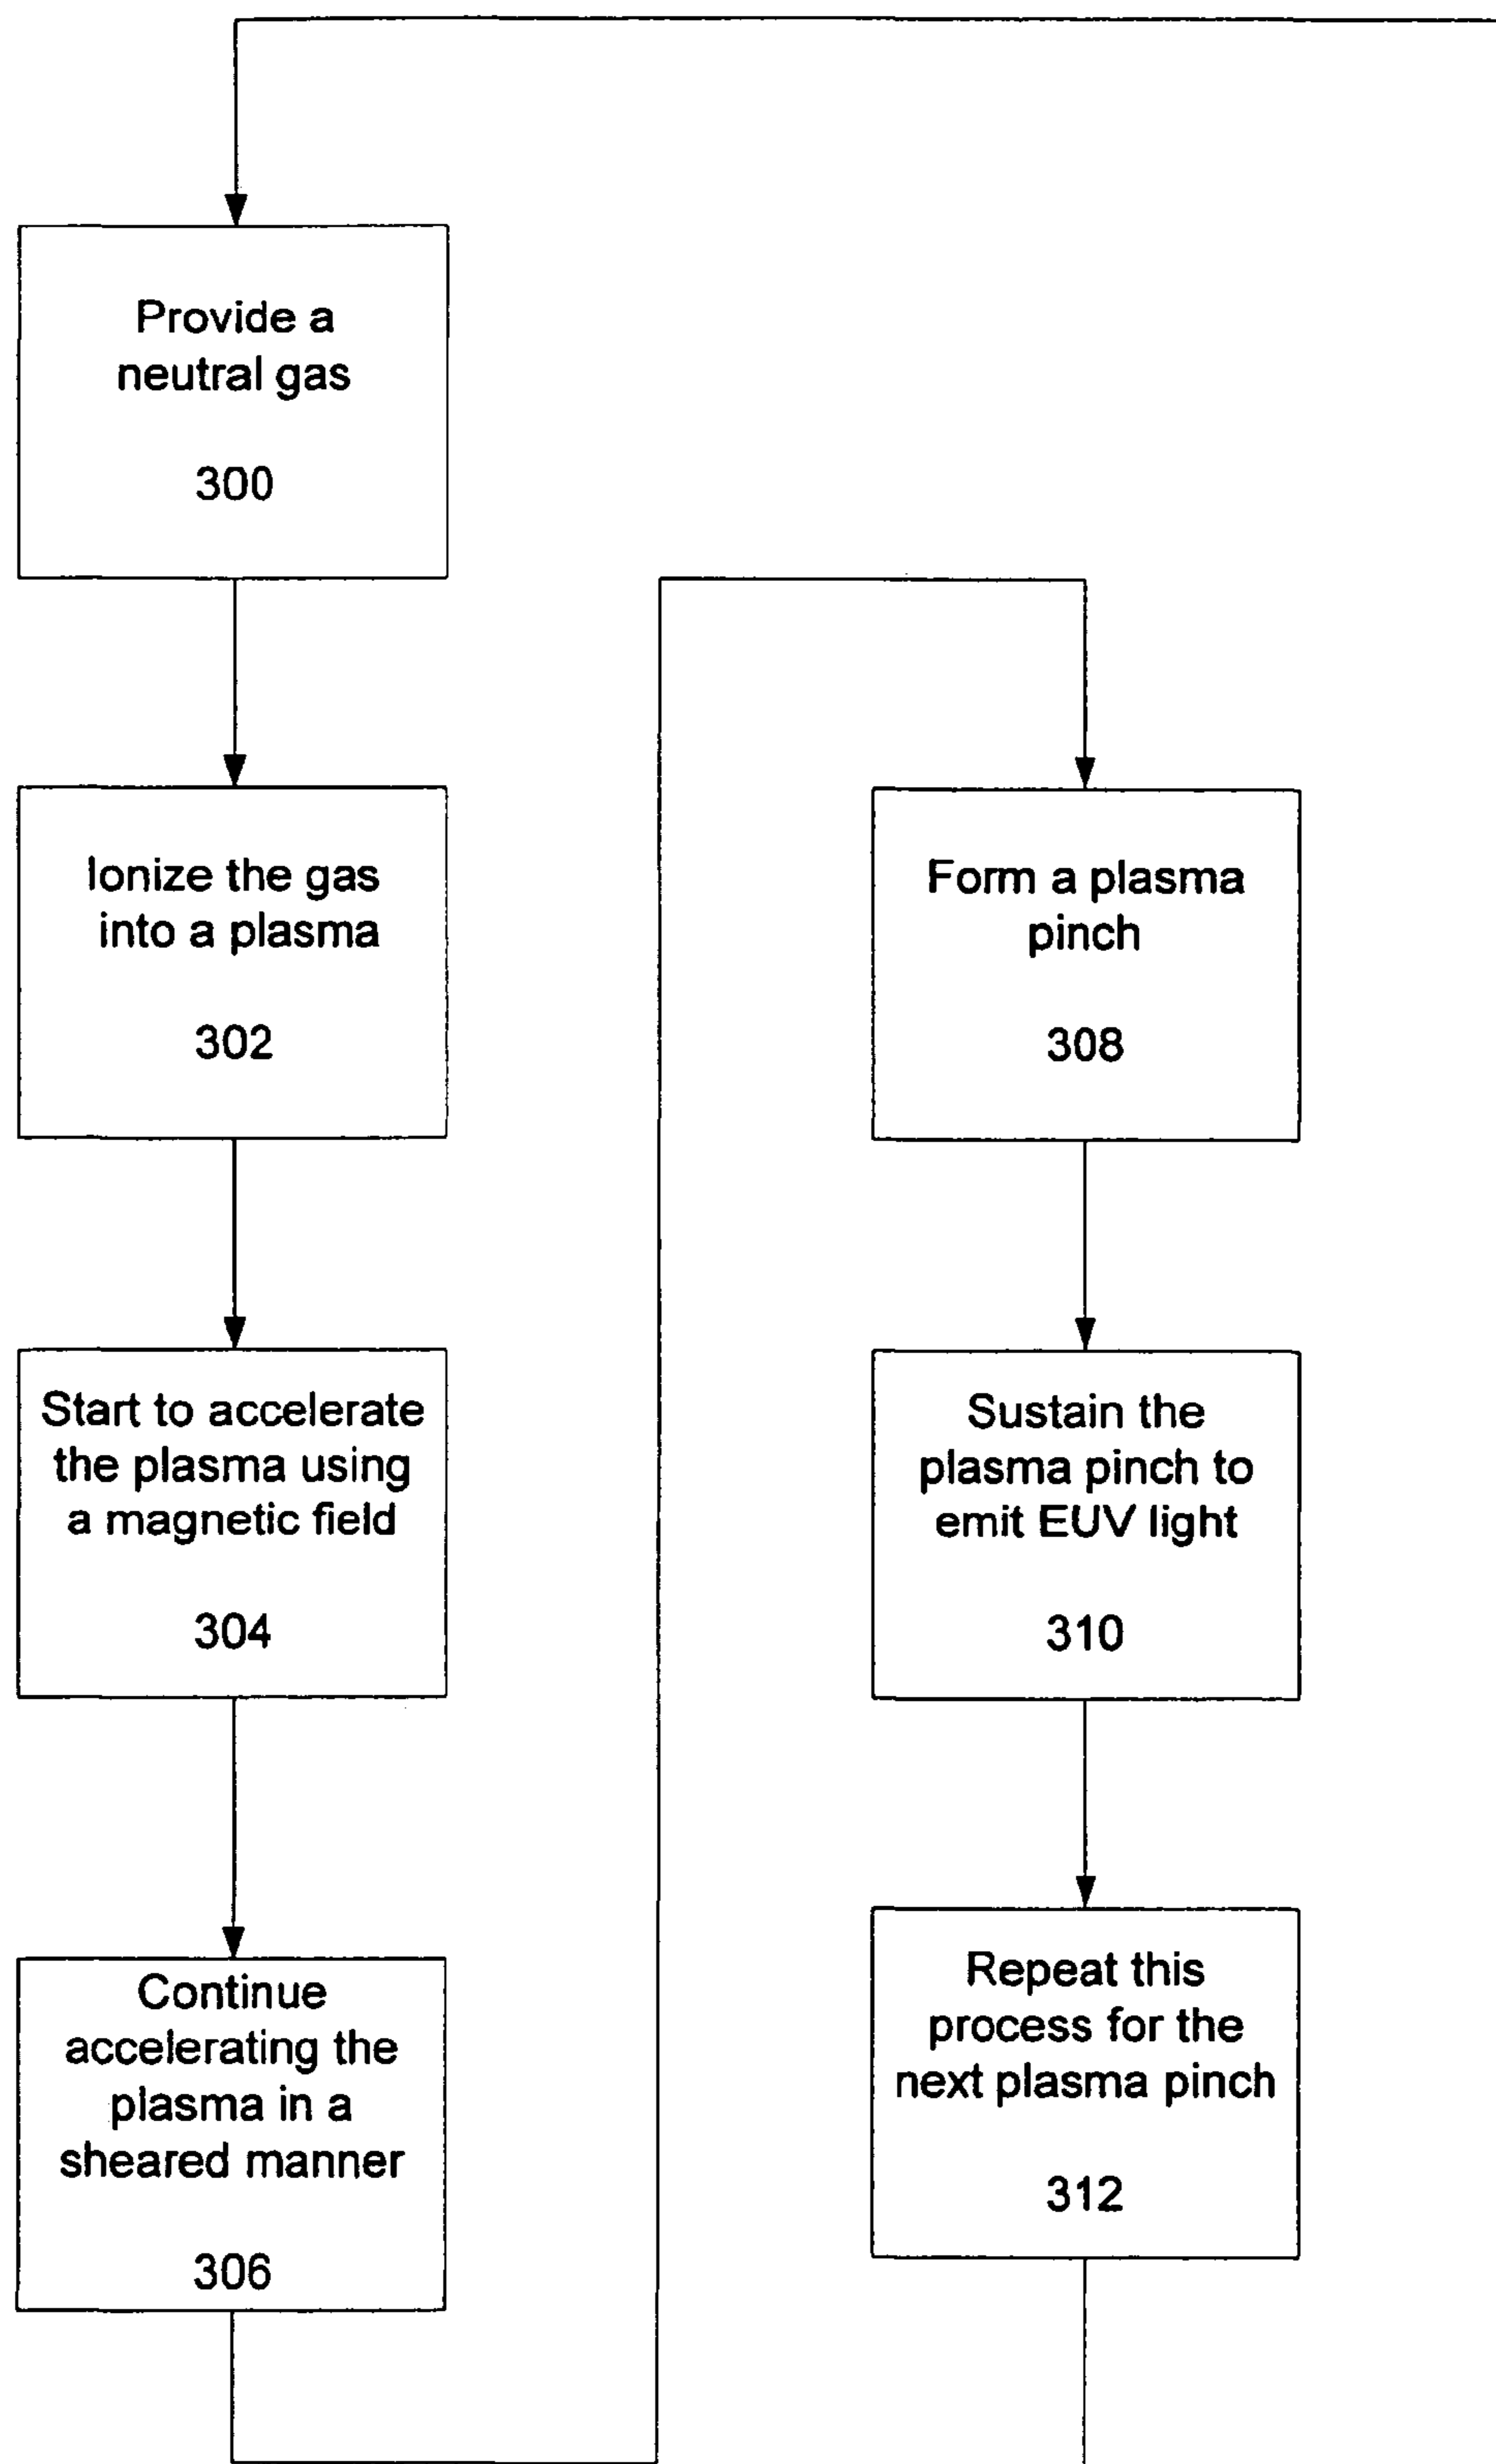 Provide a
neutral gas
300
Ionize the gas
into a plasma
302
Start to accelerate
the plasma using
a magnetic field
304
Continue
accelerating the
plasma in a
sheared manner
306
Form a plasma
pinch
308
Sustain the
plasma pinch to
emit EUV light
310
Repeat this
process for the
next plasma pinch
312